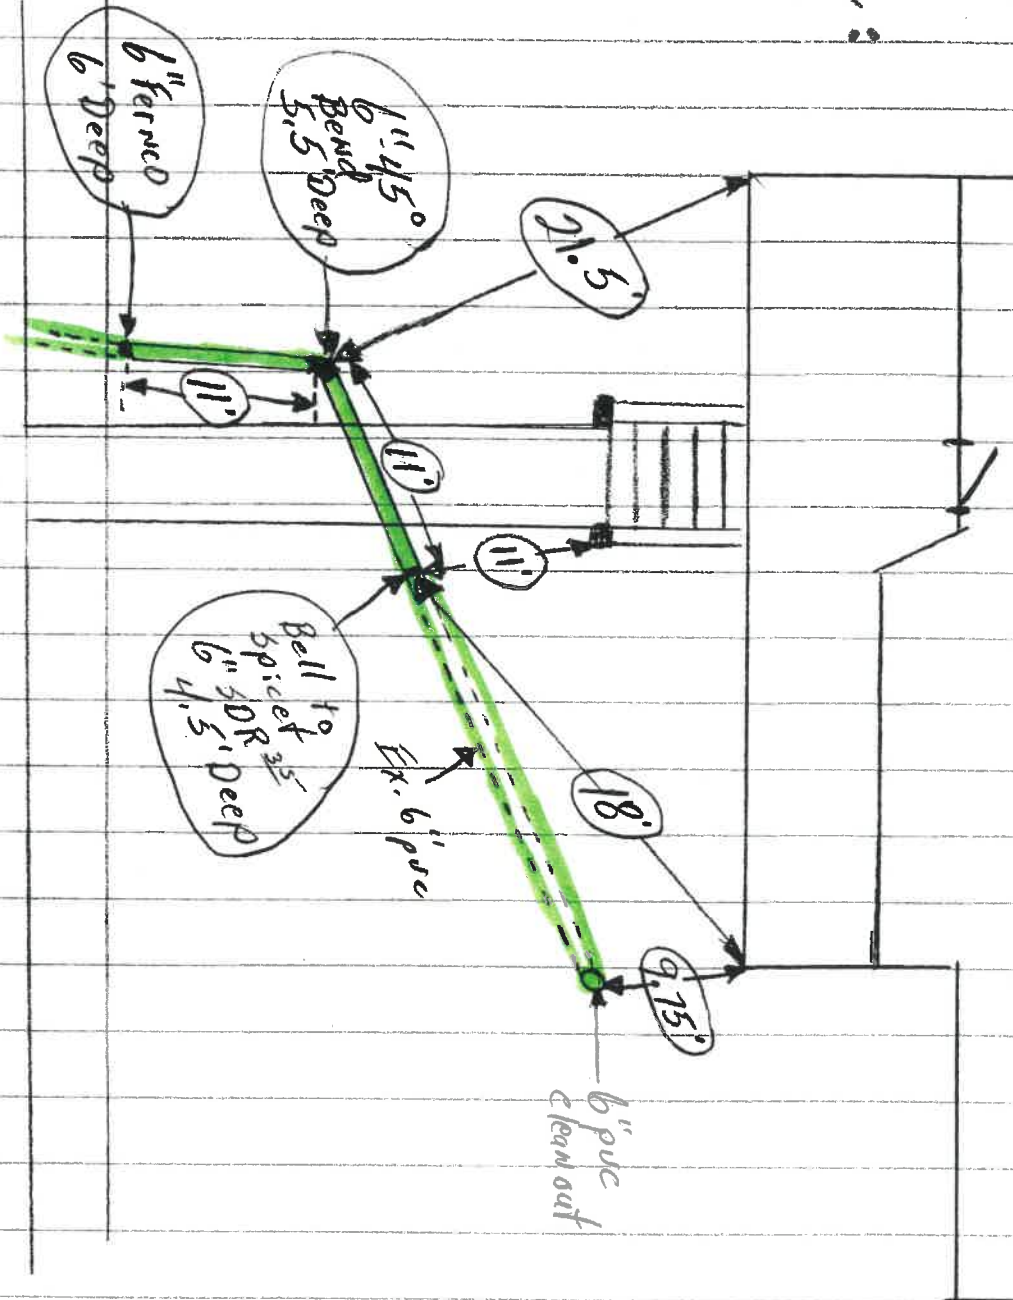 6" Fernco
6' Deep
6"-45°
Bend
5.5' Deep
21.5'
11'
11'
11'
Bell to
Spicet
6" SDR 35
4.5' Deep
Ex. 6" pvc
18'
9.75'
6" pvc
cleanout